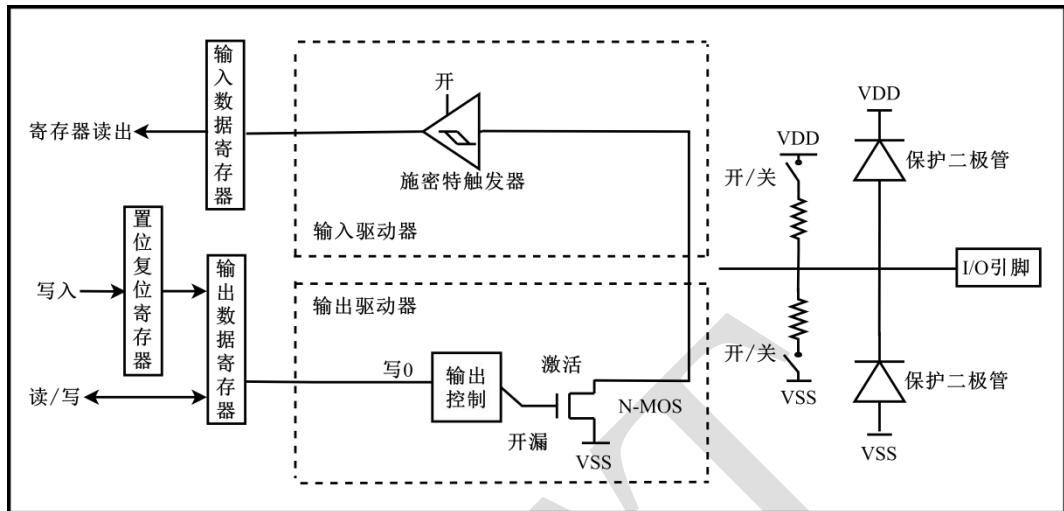 输入数据寄存器
开
VDD
VDD
寄存器读出
施密特触发器
开/关
保护二极管
输入驱动器
置位复位寄存器
写入
输出数据寄存器
输出驱动器
I/O引脚
写0
输出控制
激活
N-MOS
开漏
VSS
开/关
VSS
保护二极管
VSS
读/写